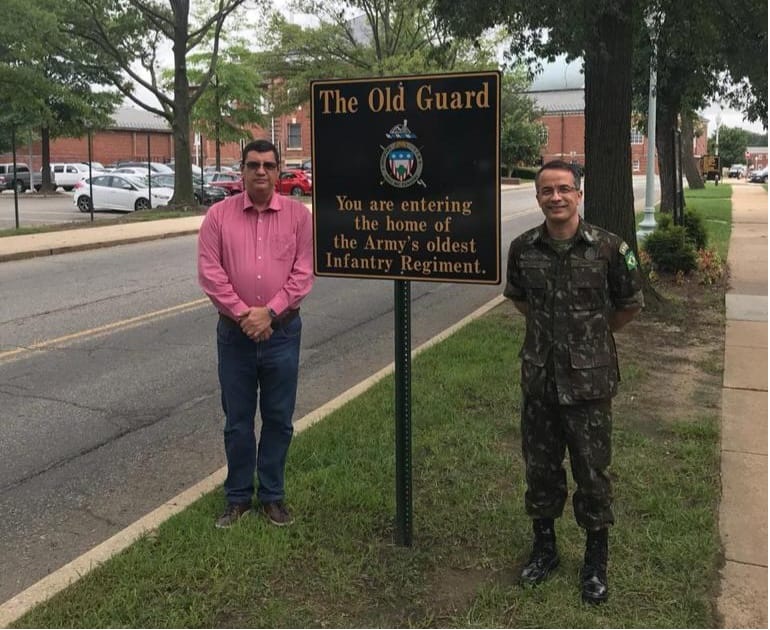 The Old Guard
You are entering
the home of
the Army's oldest
Infantry Regiment.